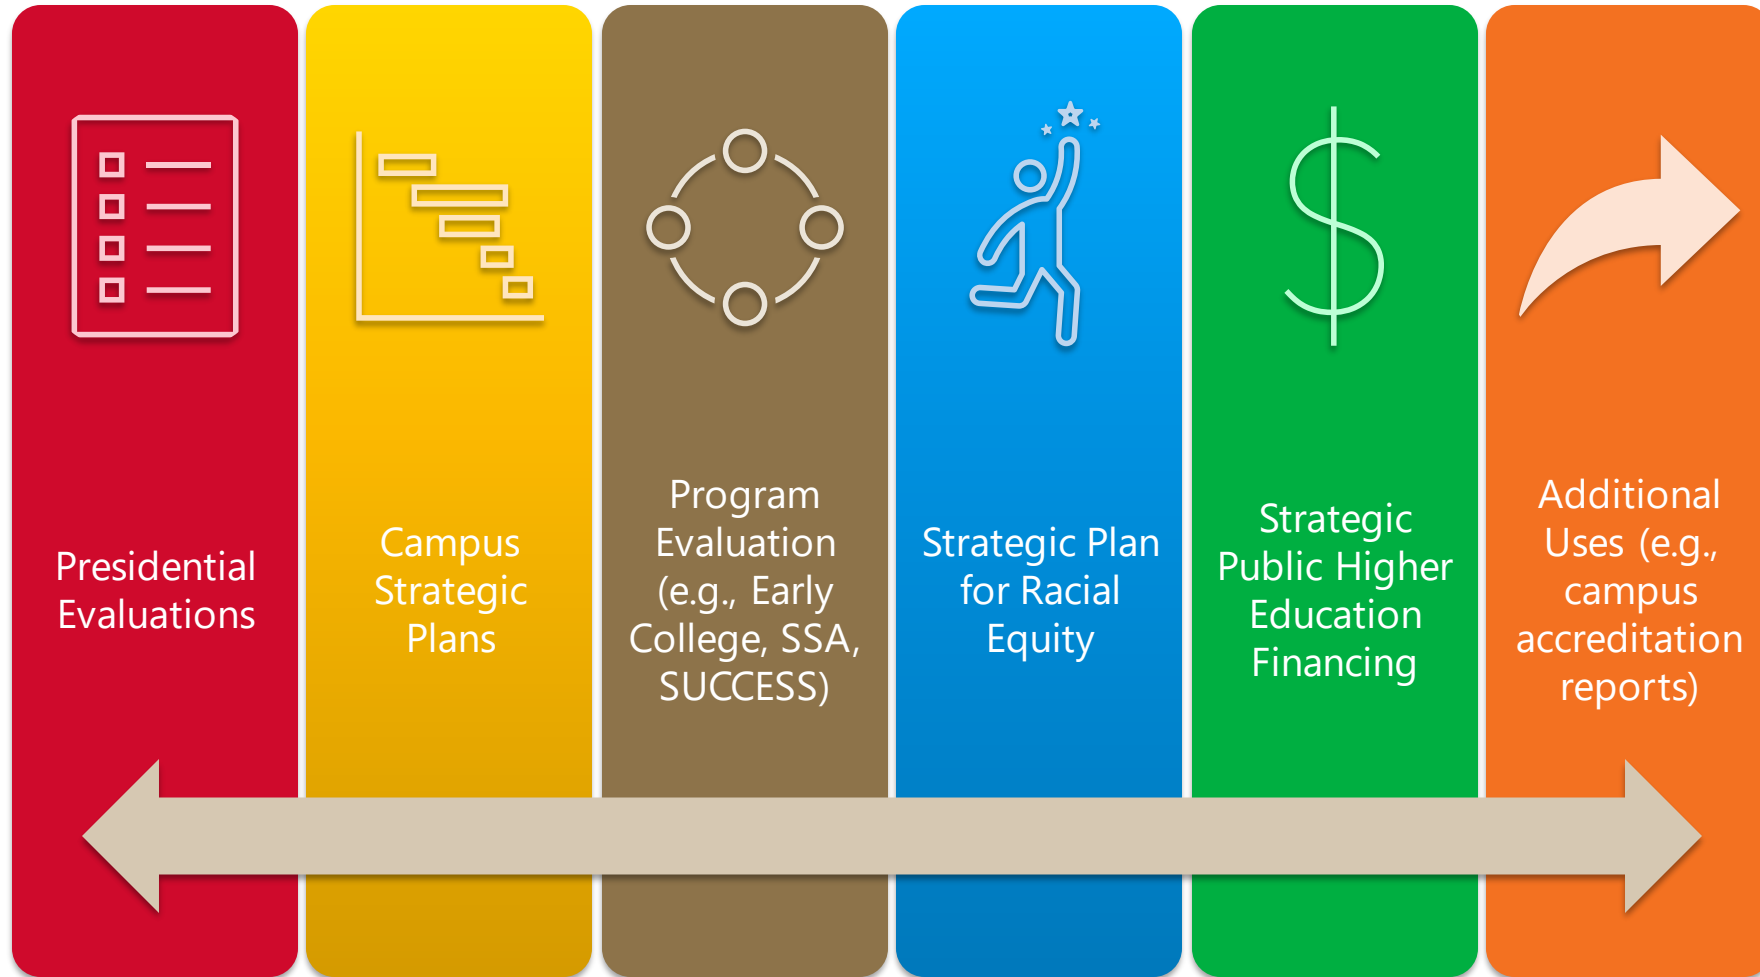 Presidential
Evaluations
Campus
Strategic
Plans
Program
Evaluation
(e.g., Early
College, SSA,
SUCCESS)
Strategic Plan
for Racial
Equity
Strategic
Public Higher
Education
Financing
Additional
Uses (e.g.,
campus
accreditation
reports)